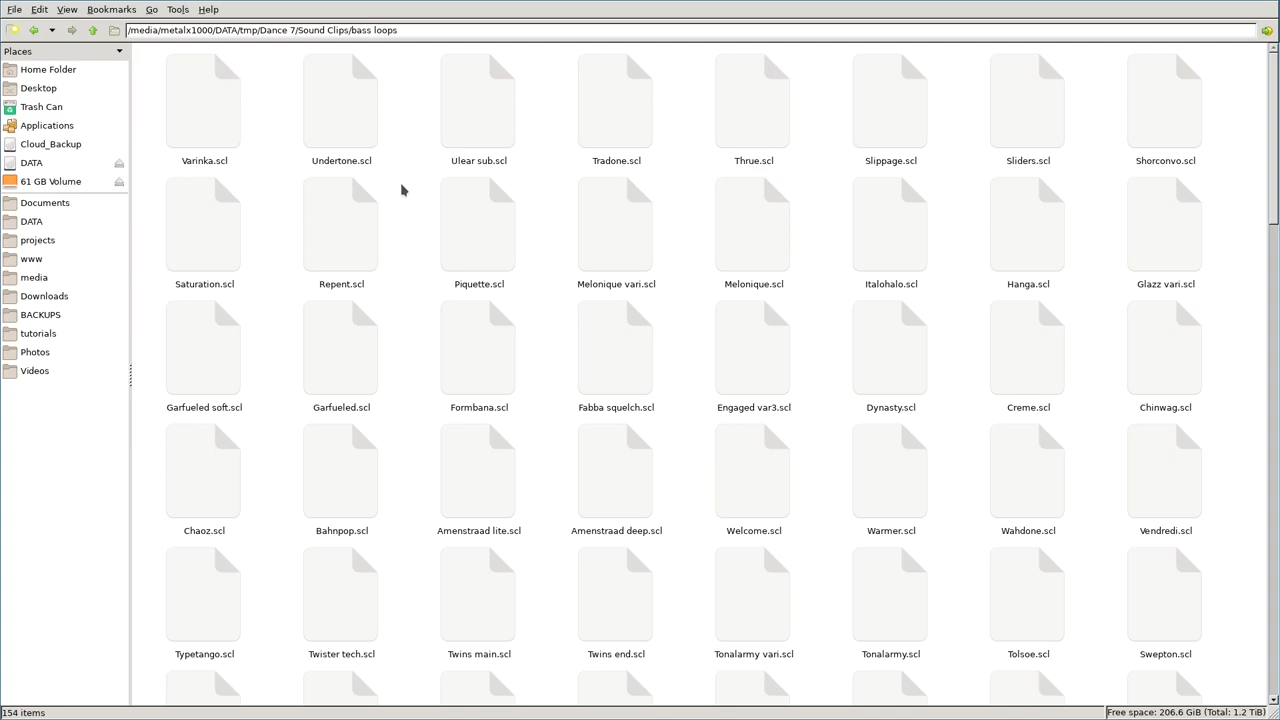 File Edit View Bookmarks Go Tools Help
/media/metalx1000/DATA/tmp/Dance 7/Sound Clips/bass loops
Places
Home Folder
Desktop
Trash Can
Applications
Cloud_Backup
DATA
61 GB Volume
Documents
DATA
projects
www
media
Downloads
BACKUPS
tutorials
Photos
Videos
Varinka.scl Undertone.scl Ulear sub.scl Tradone.scl Thrue.scl Slippage.scl Sliders.scl Shorconvo.scl
Saturation.scl Repent.scl Piquette.scl Melonique vari.scl Melonique.scl Italohalo.scl Hanga.scl Glazz vari.scl
Garfueled soft.scl Garfueled.scl Formbana.scl Fabba squelch.scl Engaged var3.scl Dynasty.scl Creme.scl Chinwag.scl
Chaoz.scl Bahnpop.scl Amenstraad lite.scl Amenstraad deep.scl Welcome.scl Warmer.scl Wahdone.scl Vendredi.scl
Typetango.scl Twister tech.scl Twins main.scl Twins end.scl Tonalarmy vari.scl Tonalarmy.scl Tolsoe.scl Swepton.scl
154 items Free space: 206.6 GiB (Total: 1.2 TiB)